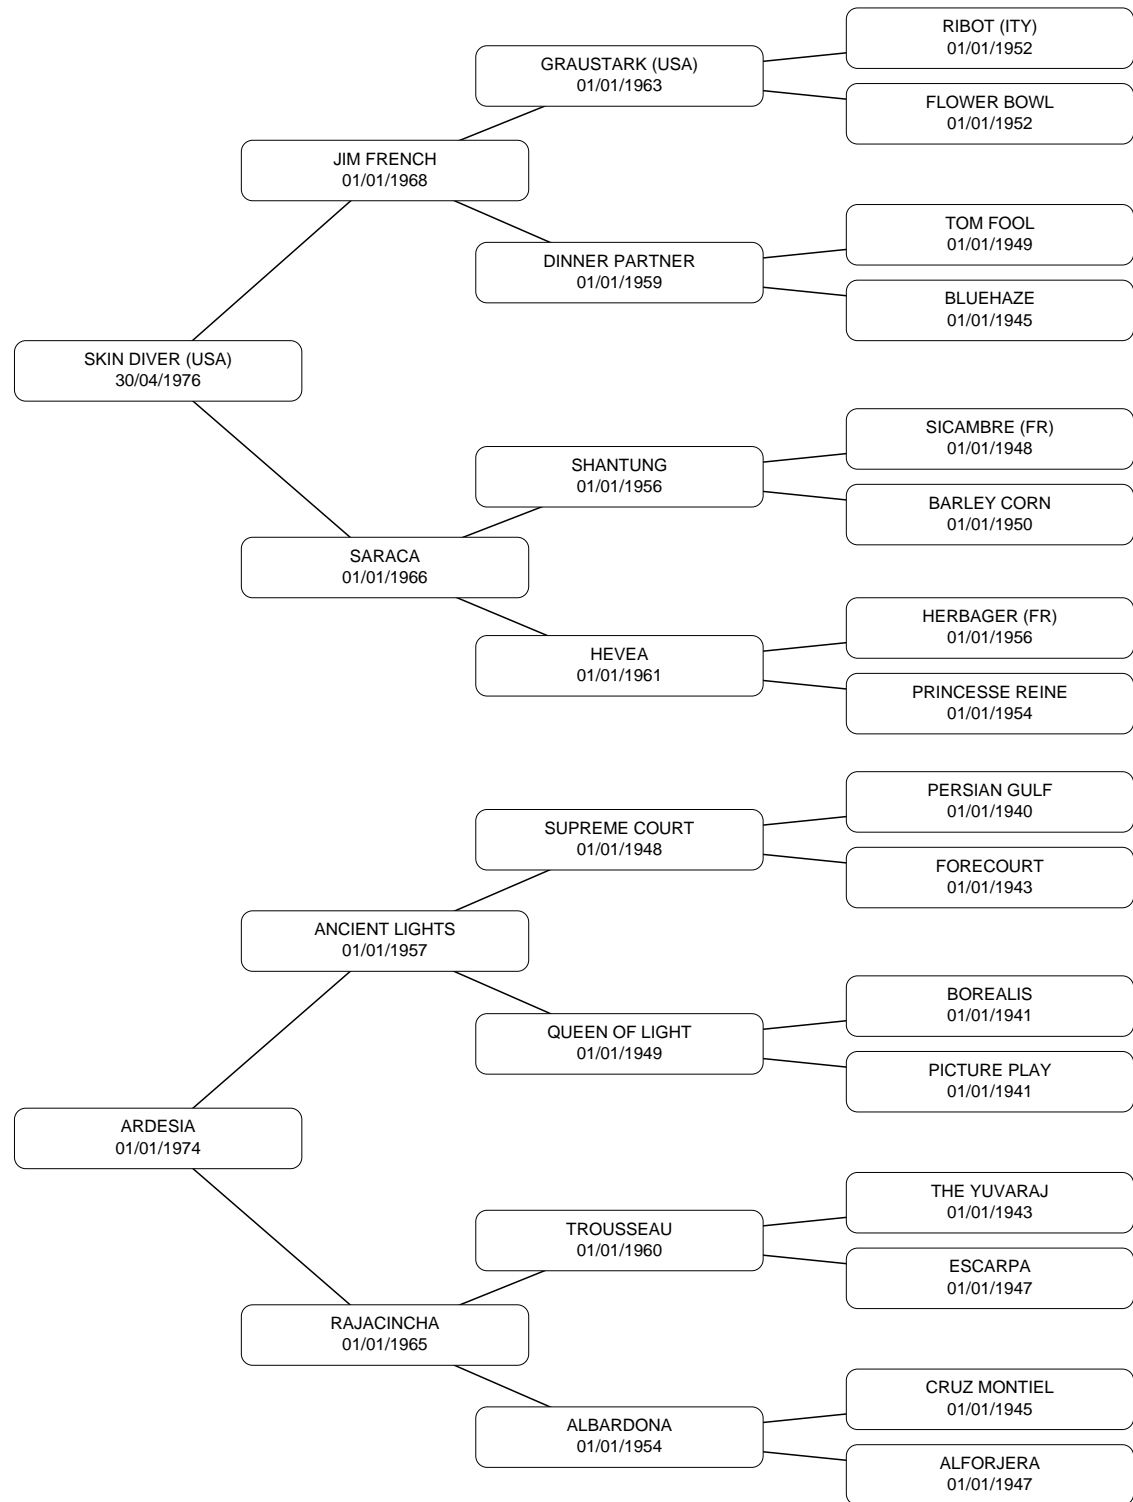 RIBOT (ITY)
01/01/1952
GRAUSTARK (USA)
01/01/1963
FLOWER BOWL
01/01/1952
JIM FRENCH
01/01/1968
TOM FOOL
01/01/1949
DINNER PARTNER
01/01/1959
BLUEHAZE
01/01/1945
SKIN DIVER (USA)
30/04/1976
SICAMBRE (FR)
01/01/1948
SHANTUNG
01/01/1956
BARLEY CORN
01/01/1950
SARACA
01/01/1966
HERBAGER (FR)
01/01/1956
HEVEA
01/01/1961
PRINCESSE REINE
01/01/1954
PERSIAN GULF
01/01/1940
SUPREME COURT
01/01/1948
FORECOURT
01/01/1943
ANCIENT LIGHTS
01/01/1957
BOREALIS
01/01/1941
QUEEN OF LIGHT
01/01/1949
PICTURE PLAY
01/01/1941
ARDESIA
01/01/1974
THE YUVARAJ
01/01/1943
TROUSSEAU
01/01/1960
ESCARPA
01/01/1947
RAJACINCHA
01/01/1965
CRUZ MONTIEL
01/01/1945
ALBARDONA
01/01/1954
ALFORJERA
01/01/1947